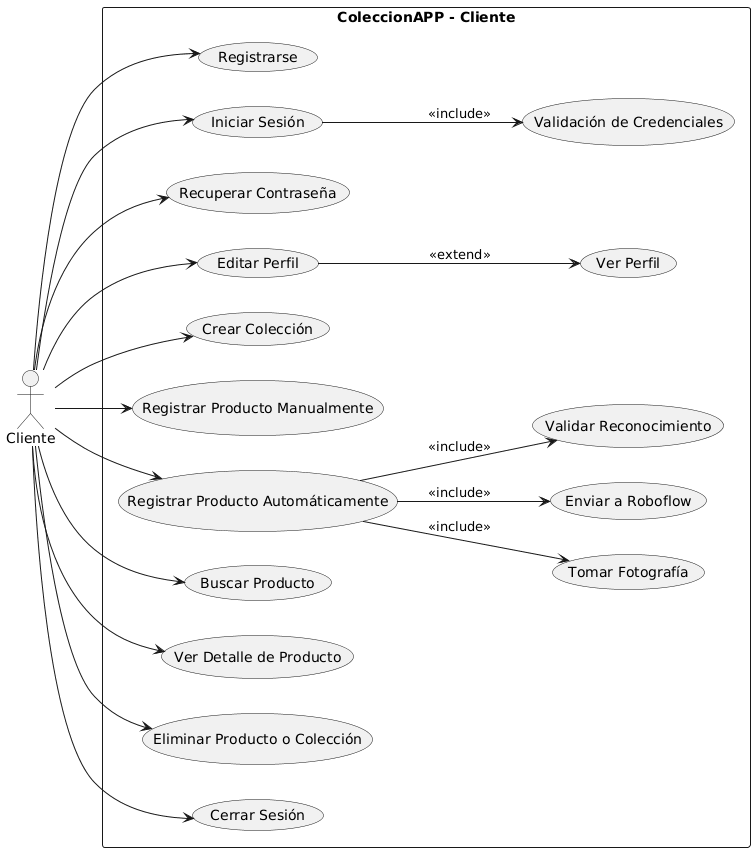 ColeccionAPP - Cliente
Registrarse
Iniciar Sesión
«include»
Validación de Credenciales
Recuperar Contraseña
Editar Perfil
«extend»
Ver Perfil
Crear Colección
Registrar Producto Manualmente
Cliente
Registrar Producto Automáticamente
«include»
Validar Reconocimiento
«include»
Enviar a Roboflow
«include»
Tomar Fotografía
Buscar Producto
Ver Detalle de Producto
Eliminar Producto o Colección
Cerrar Sesión